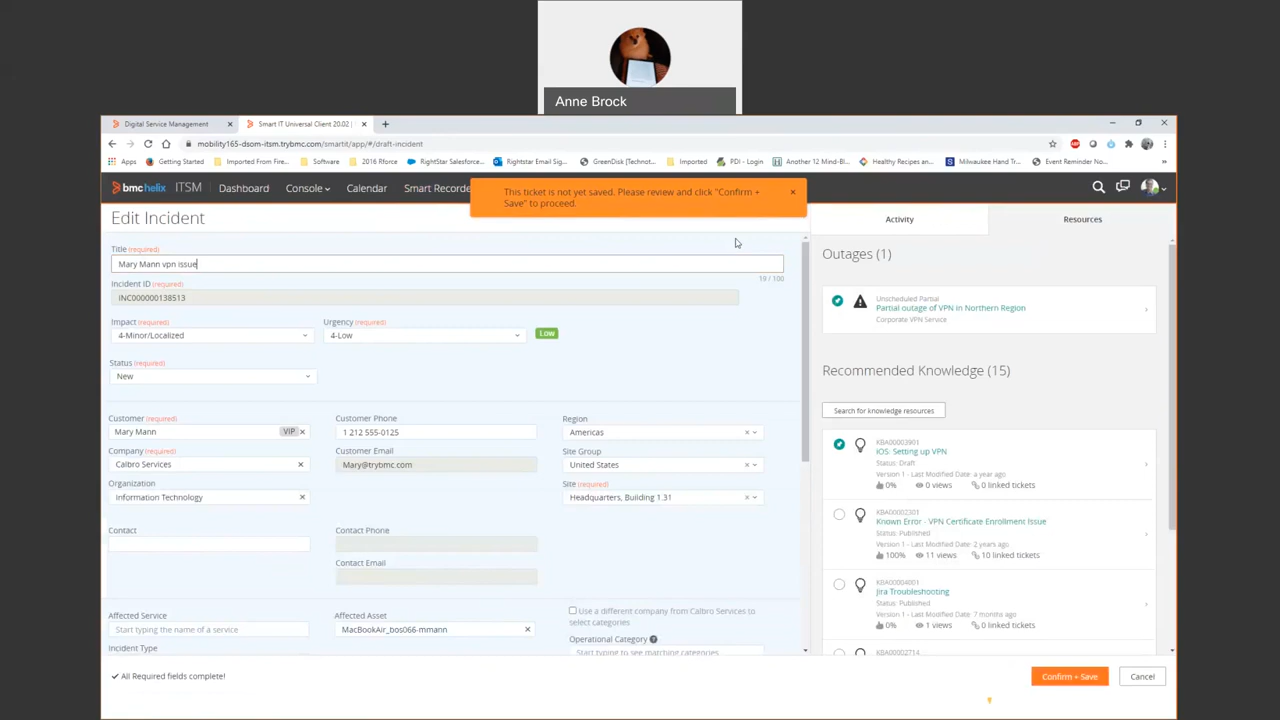 Anne Brock
Digital Service Management
Smart IT Universal Client 20.02
mobility165-dsom-itsm.trybmc.com/smartit/app/#/draft-incident
Apps
Getting Started
Imported From Fire...
Software
2016 Rforce
RightStar Salesforce...
Rightstar Email Sig...
GreenDisk (Technot...
Imported
PDI - Login
Another 12 Mind-Bl...
Healthy Recipes and...
Milwaukee Hand Tr...
Event Reminder No...
bmc helix ITSM
Dashboard
Console
Calendar
Smart Recorde
This ticket is not yet saved. Please review and click "Confirm +
Save" to proceed.
Edit Incident
Activity
Resources
Title (required)
Mary Mann vpn issue
19 / 100
Incident ID (required)
INC000000138513
Impact (required)
Urgency (required)
4-Minor/Localized
4-Low
Low
Status (required)
New
Customer (required)
Customer Phone
Region
Mary Mann
VIP
1 212 555-0125
Americas
Company (required)
Customer Email
Site Group
Calbro Services
Mary@trybmc com
United States
Organization
Site (required)
Information Technology
Headquarters, Building 1.31
Contact
Contact Phone
Contact Email
Affected Service
Affected Asset
Use a different company from Calbro Services to
select categories
Start typing the name of a service
MacBookAir_bos066-mmann
Operational Category
Incident Type
Start typing to see matching categories
Outages (1)
Unscheduled Partial
Partial outage of VPN in Northern Region
Corporate VPN Service
Recommended Knowledge (15)
Search for knowledge resources
KBA00003901
iOS: Setting up VPN
Status: Draft
Version 1 - Last Modified Date: a year ago
0% 0 views 0 linked tickets
KBA00002301
Known Error - VPN Certificate Enrollment Issue
Status: Published
Version 1 - Last Modified Date: 2 years ago
100% 11 views 10 linked tickets
KBA00004001
Jira Troubleshooting
Status: Published
Version 1 - Last Modified Date: 7 months ago
0% 1 views 0 linked tickets
KBA00002714
All Required fields complete!
Confirm + Save
Cancel